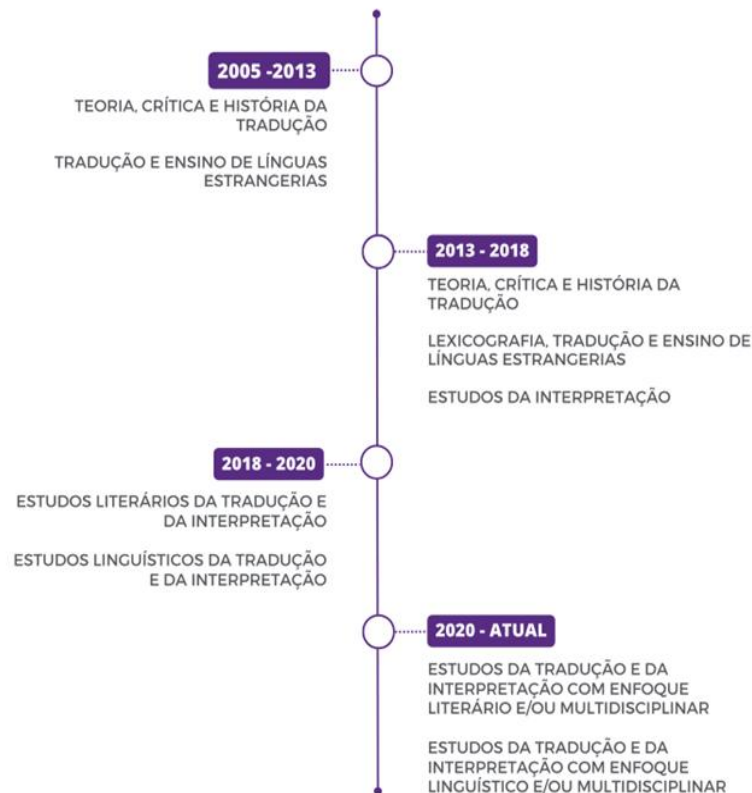 2005 -2013
TEORIA, CRÍTICA E HISTÓRIA DA
TRADUÇÃO
TRADUÇÃO E ENSINO DE LÍNGUAS
ESTRANGERIAS
2013 - 2018
TEORIA, CRÍTICA E HISTÓRIA DA
TRADUÇÃO
LEXICOGRAFIA, TRADUÇÃO E ENSINO DE
LÍNGUAS ESTRANGERIAS
ESTUDOS DA INTERPRETAÇÃO
2018 - 2020
ESTUDOS LITERÁRIOS DA TRADUÇÃO E
DA INTERPRETAÇÃO
ESTUDOS LINGUÍSTICOS DA TRADUÇÃO
E DA INTERPRETAÇÃO
2020 - ATUAL
ESTUDOS DA TRADUÇÃO E DA
INTERPRETAÇÃO COM ENFOQUE
LITERÁRIO E/OU MULTIDISCIPLINAR
ESTUDOS DA TRADUÇÃO E DA
INTERPRETAÇÃO COM ENFOQUE
LINGUÍSTICO E/OU MULTIDISCIPLINAR